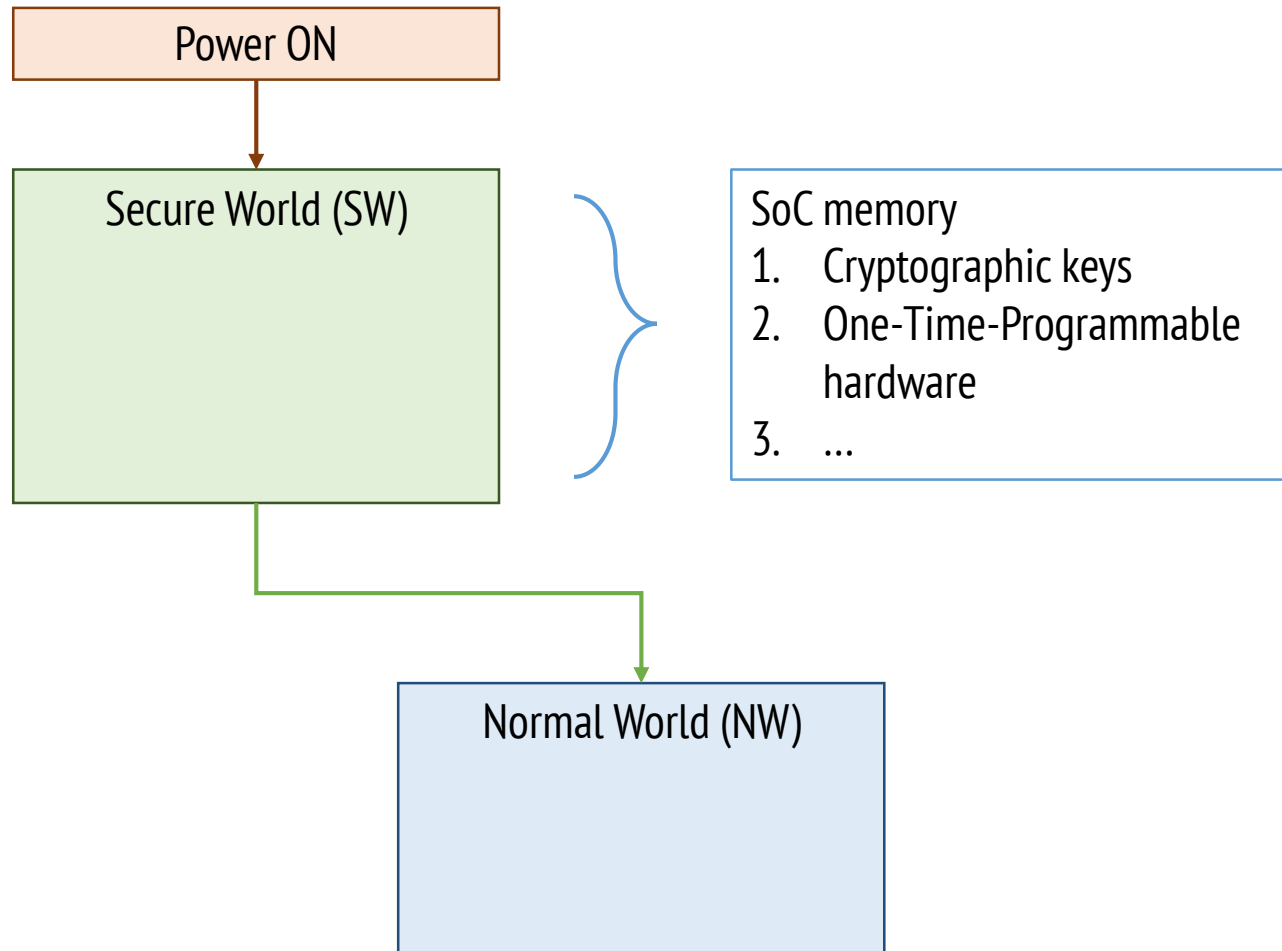 Power ON
Secure World (SW)
SoC memory
1. Cryptographic keys
2. One-Time-Programmable
hardware
3. …
Normal World (NW)